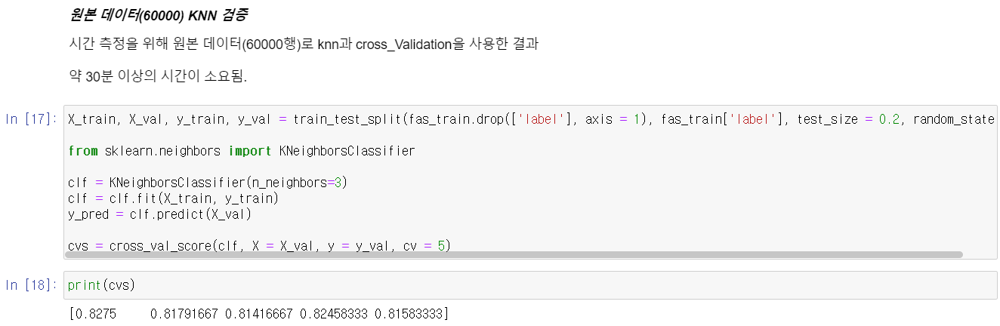 원본 데이터(60000) KNN 검증
시간 측정을 위해 원본 데이터(60000행)로 knn과 cross_Validation을 사용한 결과
약 30분 이상의 시간이 소요됨.
In [17]: X_train, X_val, y_train, y_val = train_test_split(fas_train.drop(['label'], axis = 1), fas_train['label'], test_size = 0.2, random_state
from sklearn.neighbors import KNeighborsClassifier
clf = KNeighborsClassifier(n_neighbors=3)
clf = clf.fit(X_train, y_train)
y_pred = clf.predict(X_val)
cvs = cross_val_score(clf, X = X_val, y = y_val, cv = 5)
In [18]: print(cvs)
[0.8275     0.81791667 0.81416667 0.82458333 0.81583333]